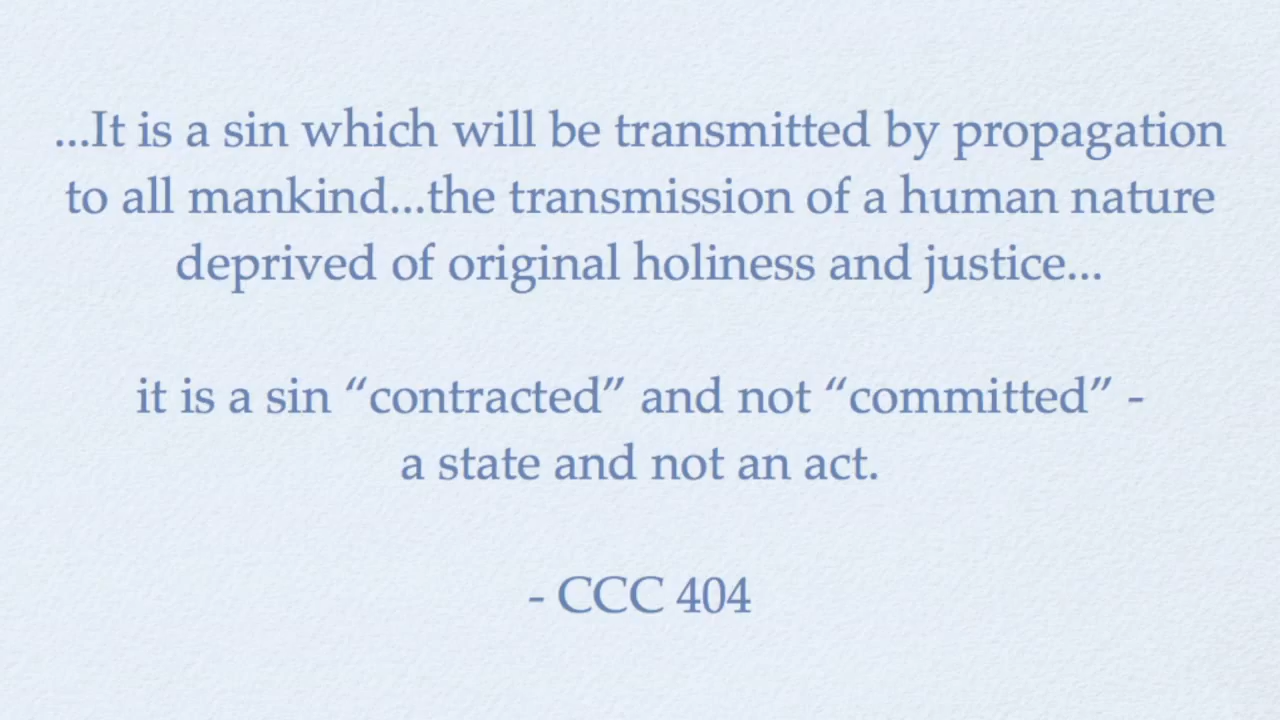 ...It is a sin which will be transmitted by propagation
to all mankind...the transmission of a human nature
deprived of original holiness and justice...
it is a sin “contracted” and not “committed” -
a state and not an act.
- CCC 404